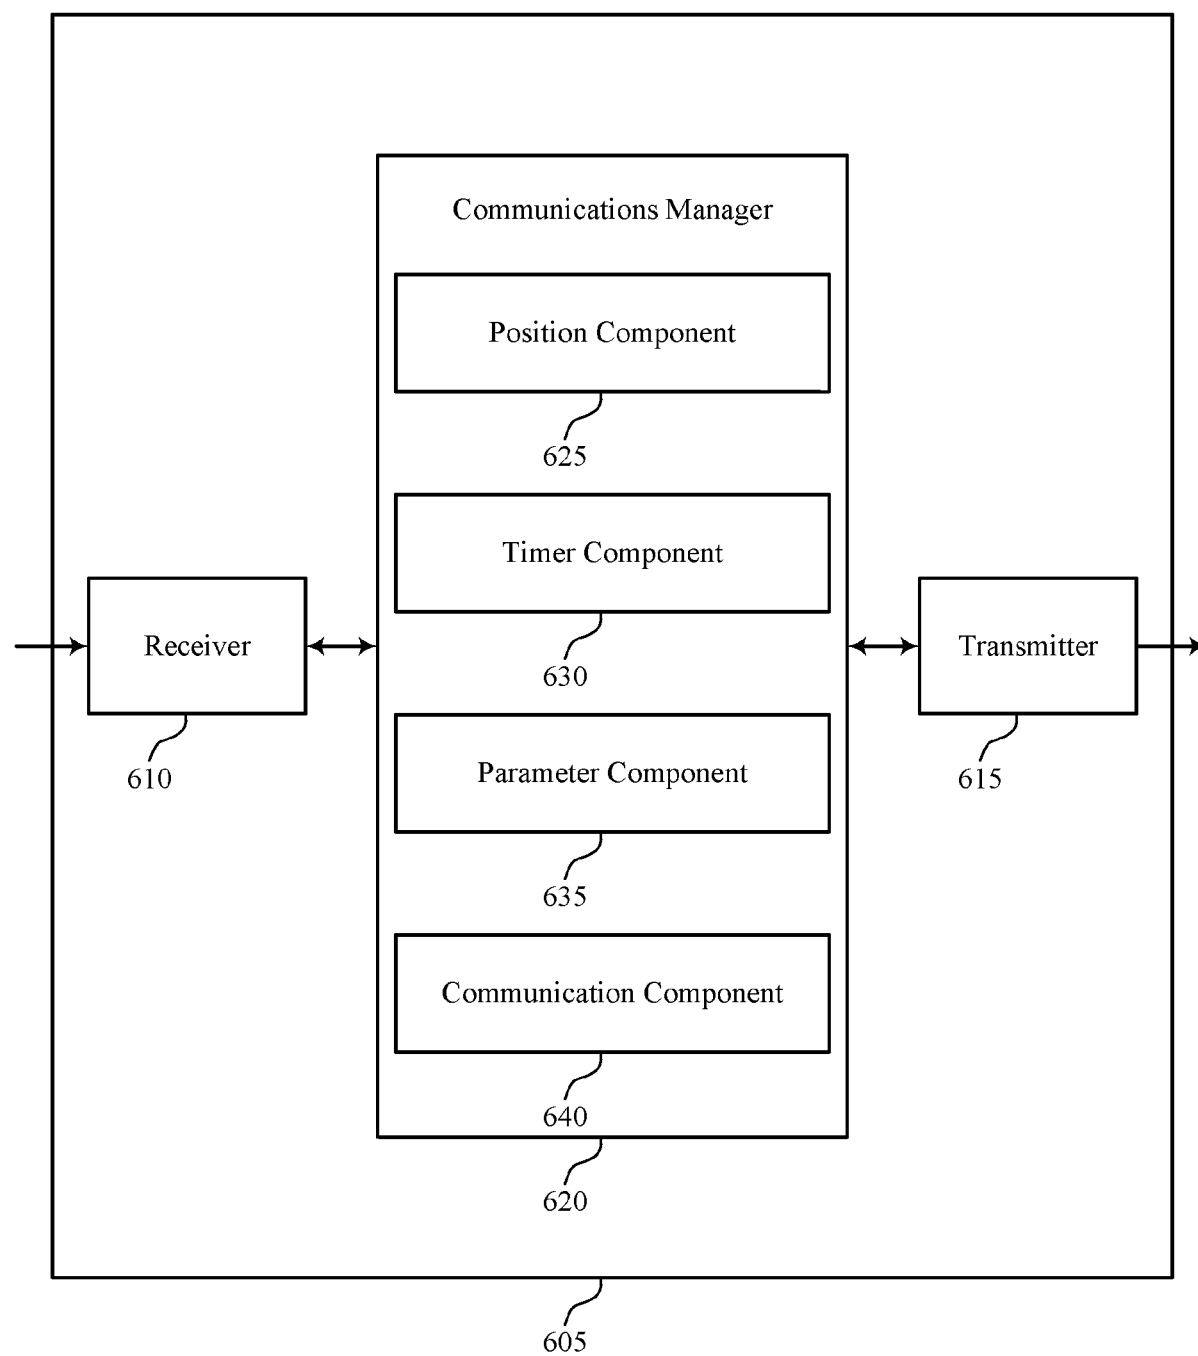 Communications Manager
Position Component
625
Timer Component
630
Receiver
610
Transmitter
615
Parameter Component
635
Communication Component
640
620
605